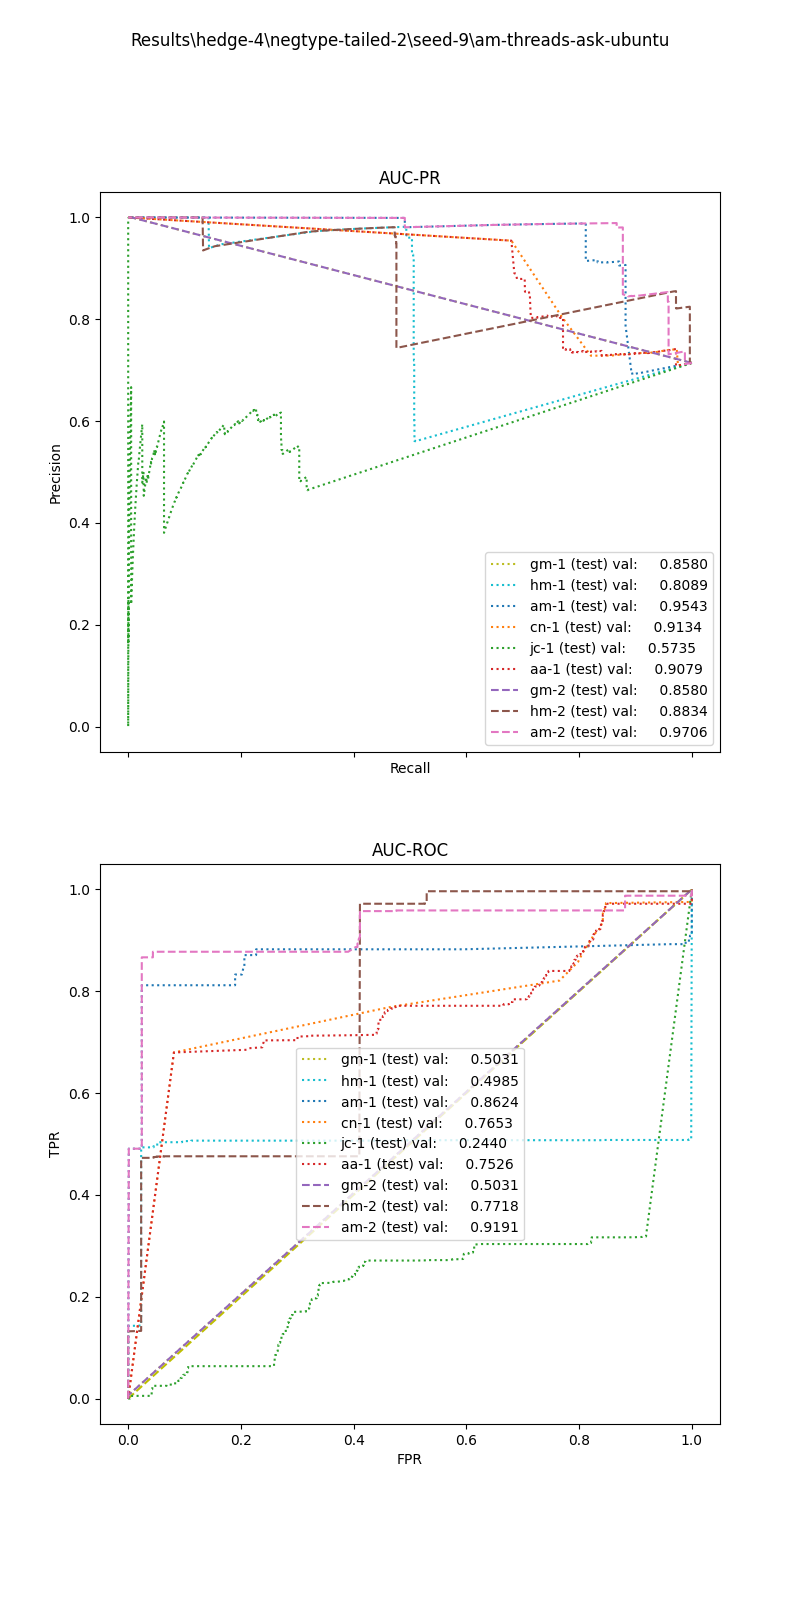 Results\hedge-4\negtype-tailed-2\seed-9\am-threads-ask-ubuntu
AUC-PR
1.0
0.8
0.6
0.4
0.2
0.0
Precision
gm-1 (test) val: 0.8580
hm-1 (test) val: 0.8089
am-1 (test) val: 0.9543
cn-1 (test) val: 0.9134
jc-1 (test) val: 0.5735
aa-1 (test) val: 0.9079
gm-2 (test) val: 0.8580
hm-2 (test) val: 0.8834
am-2 (test) val: 0.9706
Recall
AUC-ROC
1.0
0.8
0.6
0.4
0.2
0.0
TPR
gm-1 (test) val: 0.5031
hm-1 (test) val: 0.4985
am-1 (test) val: 0.8624
cn-1 (test) val: 0.7653
jc-1 (test) val: 0.2440
aa-1 (test) val: 0.7526
gm-2 (test) val: 0.5031
hm-2 (test) val: 0.7718
am-2 (test) val: 0.9191
0.0 0.2 0.4 0.6 0.8 1.0
FPR